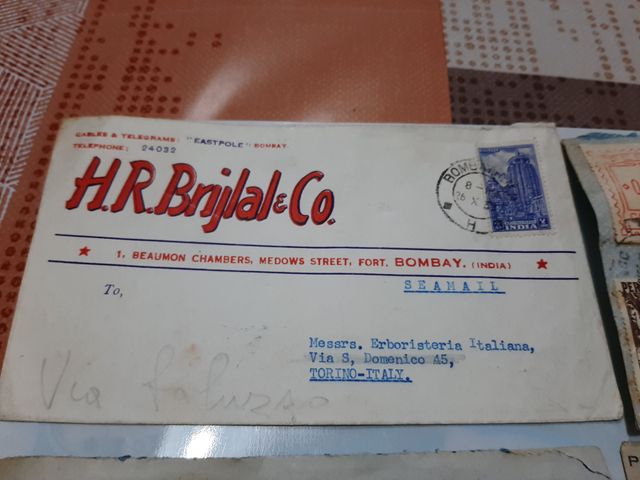 CABLES & TELEGRAMS: "EASTPOLE" BOMBAY.
TELEPHONE: 24032
H.R.Brijlal & Co.
1, BEAUMON CHAMBERS, MEDOWS STREET, FORT, BOMBAY. (INDIA)
BOMBAY
INDIA
SEAMAIL
To,
Messrs. Erboristeria Italiana,
Via S, Domenico 45,
TORINO-ITALY.
Via